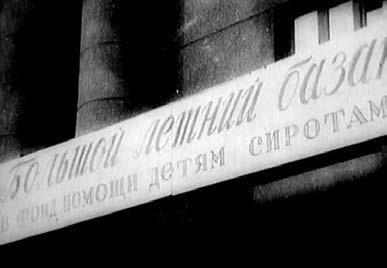 Большой летний базар
в фонд помощи детям сиротам